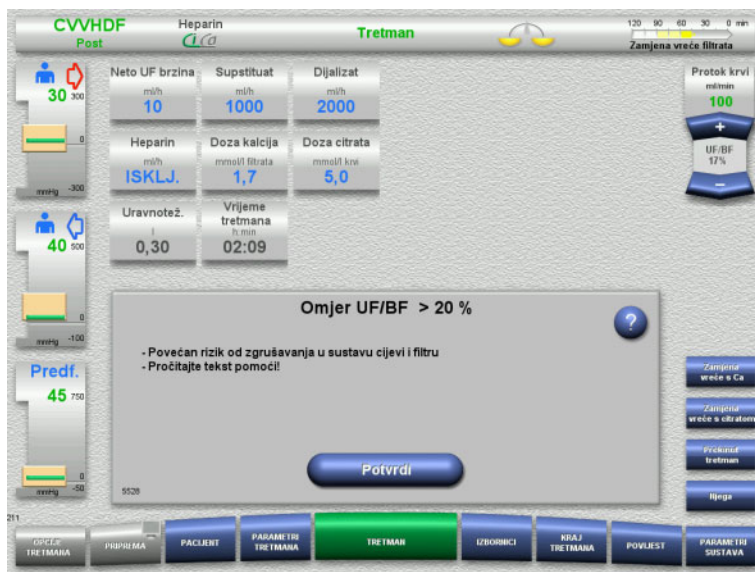 CVVHDF
Post
Heparin
Ci Ca
Tretman
120 90 60 30 0 min
Zamjena vreće filtrata
30 300
0
mmHg -300
40 500
0
mmHg -100
Predf.
45 750
0
mmHg -50
Neto UF brzina
ml/h
10
Supstituat
ml/h
1000
Dijalizat
ml/h
2000
Heparin
ml/h
ISKLJ.
Doza kalcija
mmol/l filtrata
1,7
Doza citrata
mmol/l krvi
5,0
Uravnotež.
l
0,30
Vrijeme
tretmana
h:min
02:09
Protok krvi
ml/min
100
+
UF/BF
17%
−
Omjer UF/BF > 20 %
?
- Povećan rizik od zgrušavanja u sustavu cijevi i filtru
- Pročitajte tekst pomoći!
Potvrdi
5528
Zamjena
vreće s Ca
Zamjena
vreće s citratom
Prekinuf
tretman
Njega
211
OPCIJE
TRETMANA
PRIPREMA
PACIJENT
PARAMETRI
TRETMANA
TRETMAN
IZBORNICI
KRAJ
TRETMANA
POVIJEST
PARAMETRI
SUSTAVA